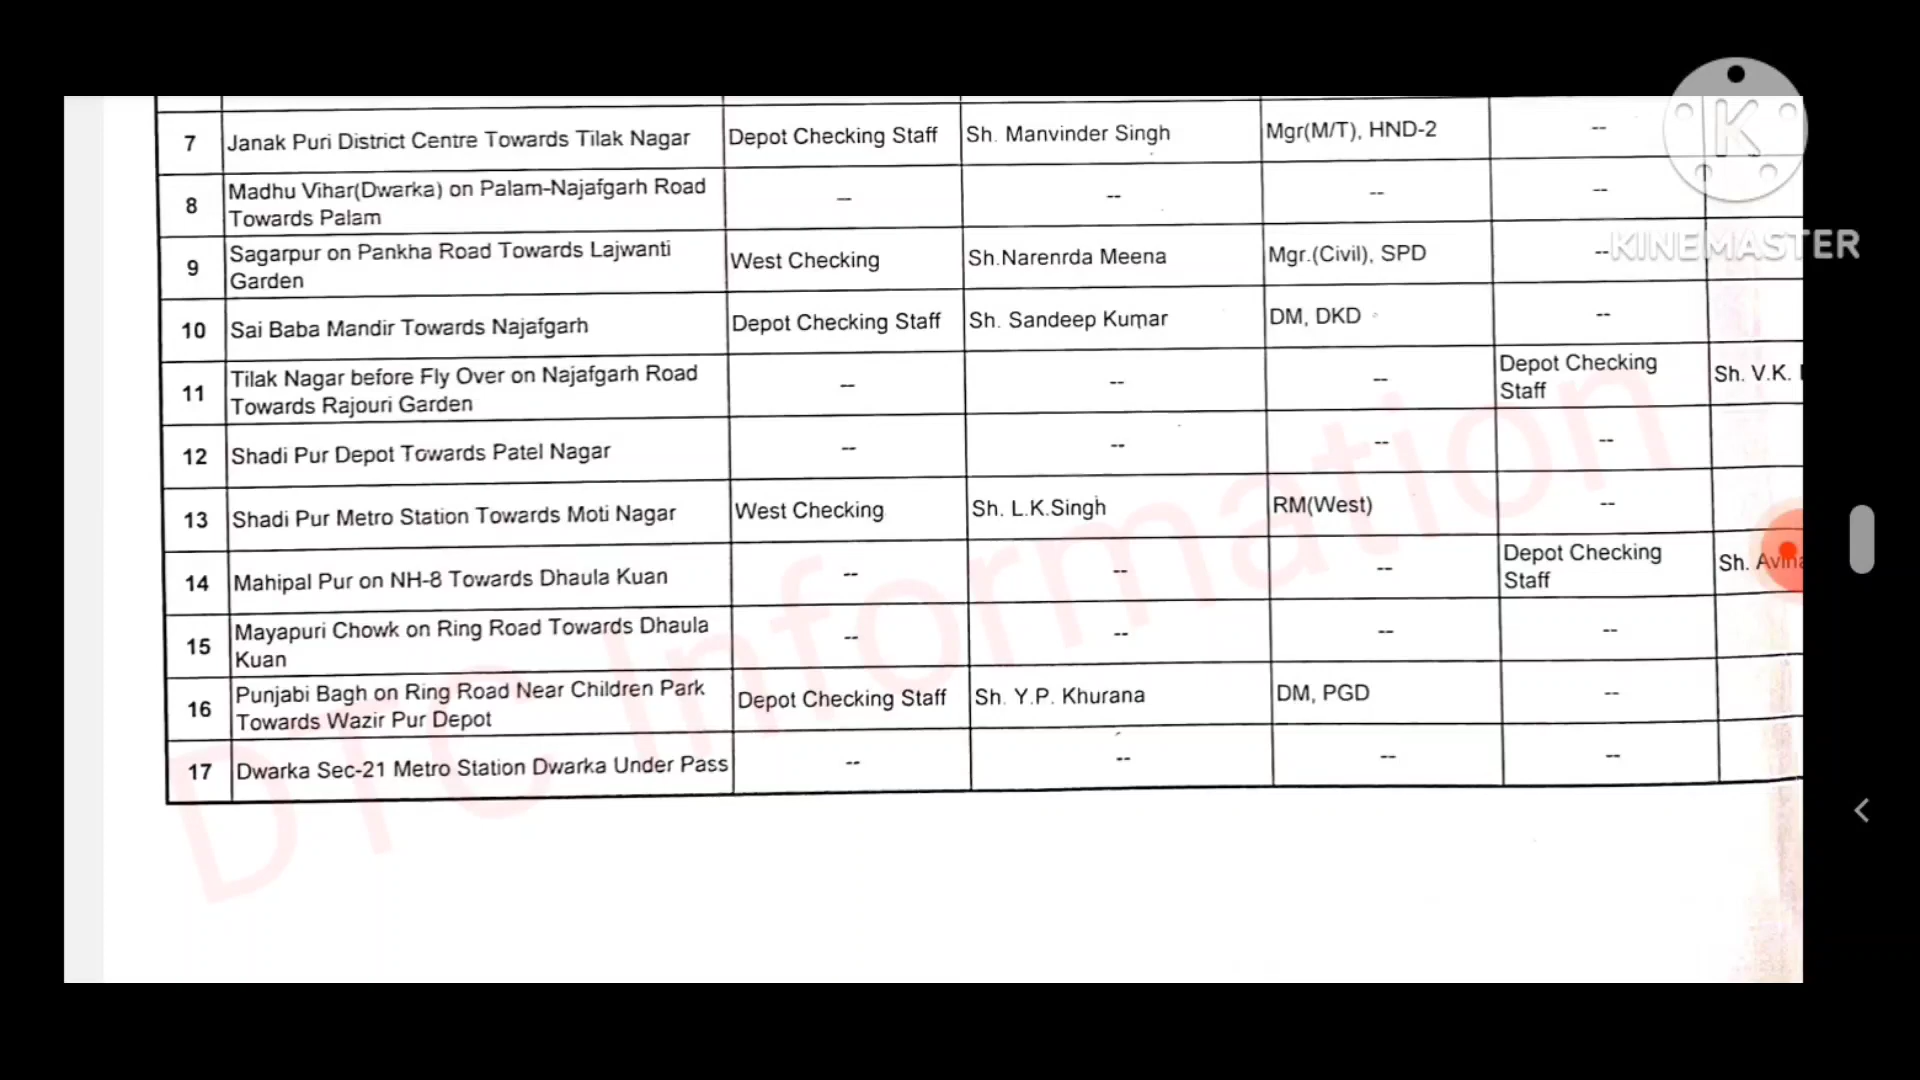 7 Janak Puri District Centre Towards Tilak Nagar Depot Checking Staff Sh. Manvinder Singh Mgr(M/T), HND-2 --
8 Madhu Vihar(Dwarka) on Palam-Najafgarh Road
Towards Palam -- -- -- --
9 Sagarpur on Pankha Road Towards Lajwanti
Garden West Checking Sh.Narenrda Meena Mgr.(Civil), SPD --
10 Sai Baba Mandir Towards Najafgarh Depot Checking Staff Sh. Sandeep Kumar DM, DKD --
11 Tilak Nagar before Fly Over on Najafgarh Road
Towards Rajouri Garden -- -- -- Depot Checking
Staff Sh. V.K.
12 Shadi Pur Depot Towards Patel Nagar -- -- -- --
13 Shadi Pur Metro Station Towards Moti Nagar West Checking Sh. L.K.Singh RM(West) --
14 Mahipal Pur on NH-8 Towards Dhaula Kuan -- -- -- Depot Checking
Staff Sh.
15 Mayapuri Chowk on Ring Road Towards Dhaula
Kuan -- -- -- --
16 Punjabi Bagh on Ring Road Near Children Park
Towards Wazir Pur Depot Depot Checking Staff Sh. Y.P. Khurana DM, PGD --
17 Dwarka Sec-21 Metro Station Dwarka Under Pass -- -- -- --
DTC Information
K
KINEMASTER